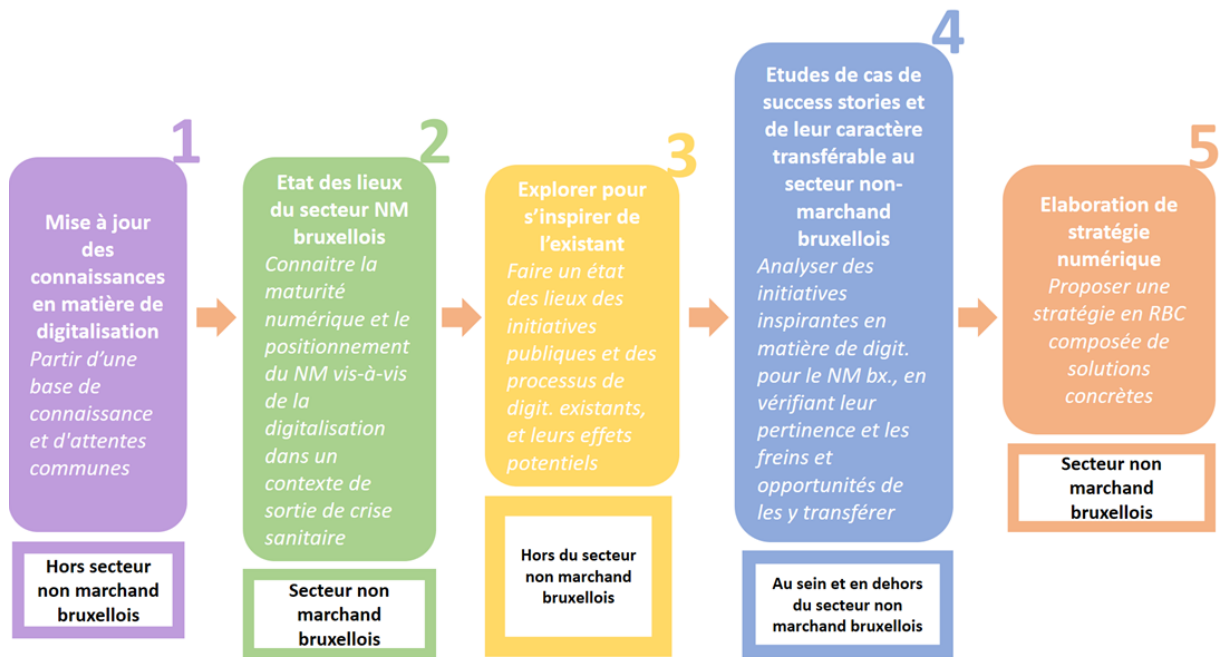 1
Mise à jour
des
connaissances
en matière de
digitalisation
Partir d'une
base de
connaissance
et d'attentes
communes
Hors secteur
non marchand
bruxellois
2
Etat des lieux
du secteur NM
bruxellois
Connaitre la
maturité
numérique et le
positionnement
du NM vis-à-vis
de la
digitalisation
dans un
contexte de
sortie de crise
sanitaire
Secteur non
marchand
bruxellois
3
Explorer pour
s'inspirer de
l'existant
Faire un état
des lieux des
initiatives
publiques et des
processus de
digit. existants,
et leurs effets
potentiels
Hors du secteur
non marchand
bruxellois
4
Etudes de cas de
success stories et
de leur caractère
transférable au
secteur non-
marchand
bruxellois
Analyser des
initiatives
inspirantes en
matière de digit.
pour le NM bx., en
vérifiant leur
pertinence et les
freins et
opportunités de
les y transférer
Au sein et en dehors
du secteur non
marchand bruxellois
5
Elaboration de
stratégie
numérique
Proposer une
stratégie en RBC
composée de
solutions
concrètes
Secteur non
marchand
bruxellois